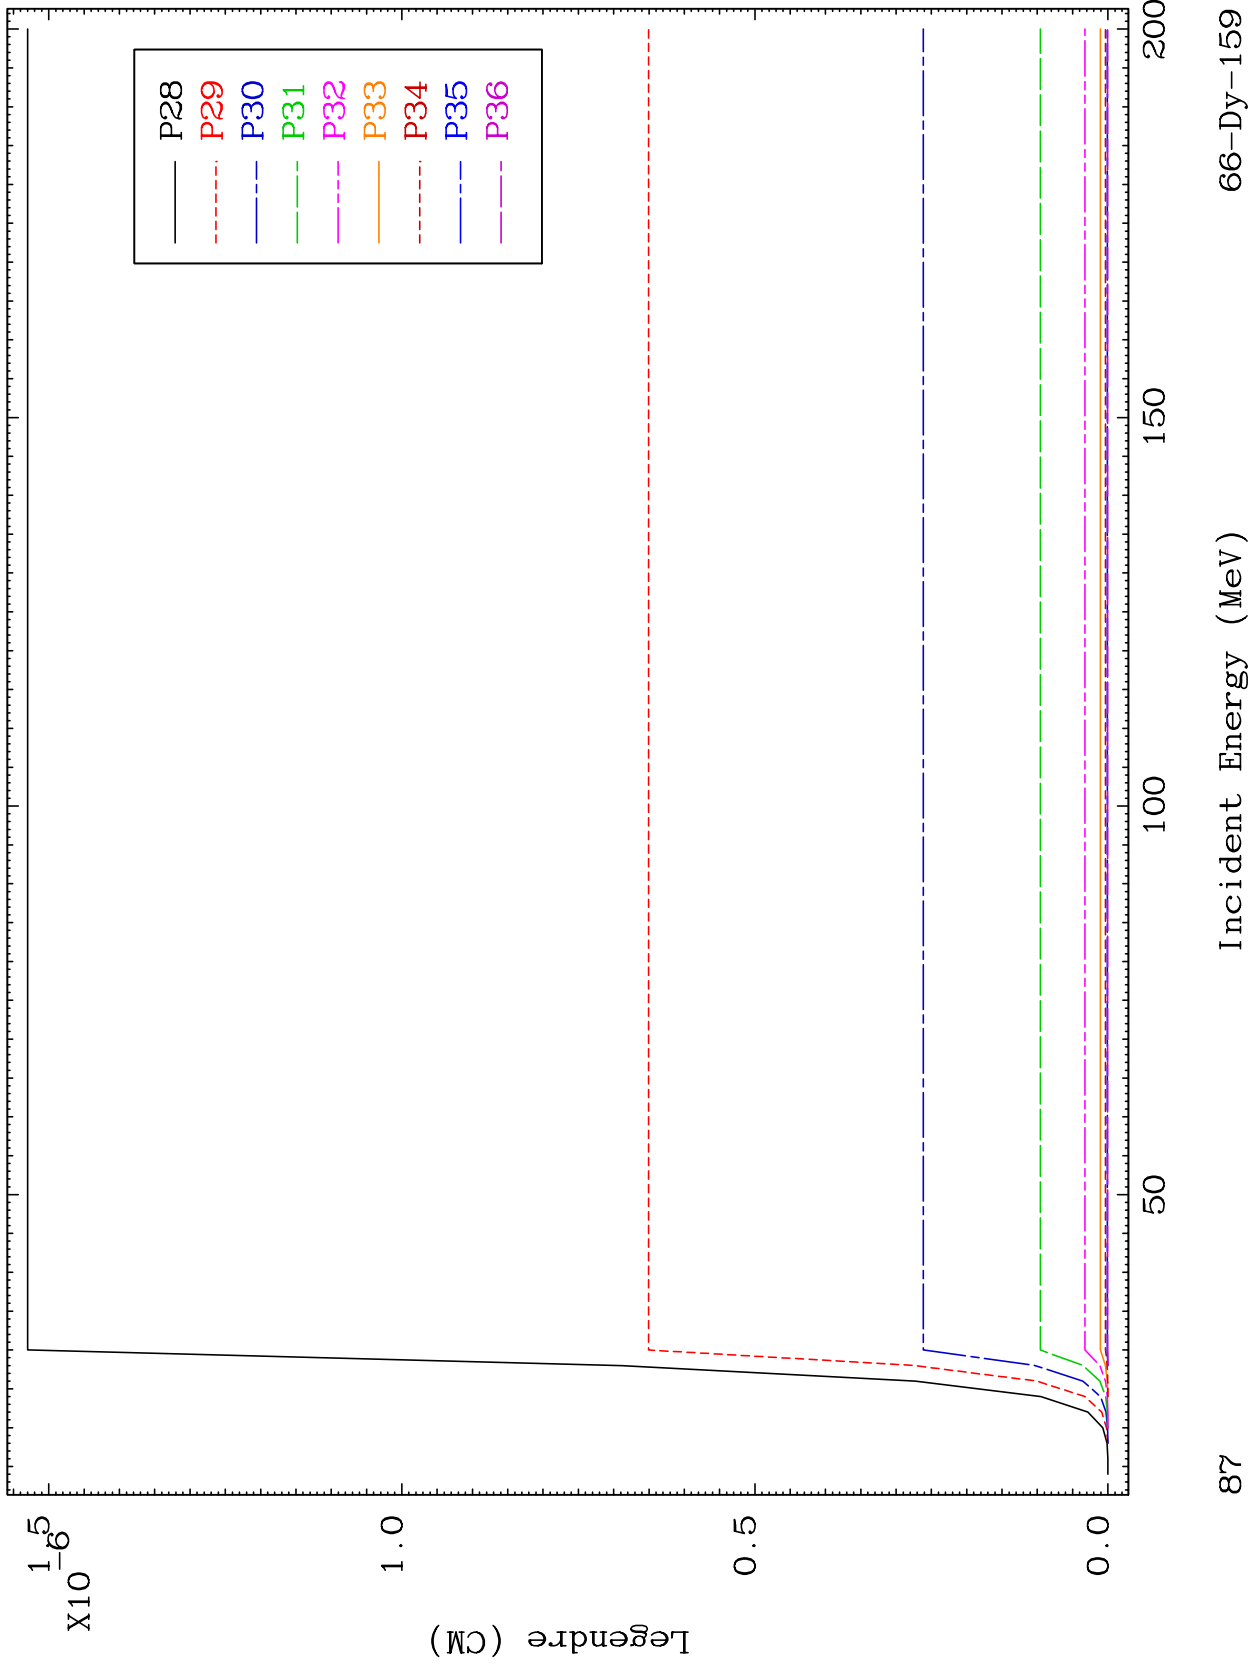 X10
-6
1.5
1.0
0.5
0.0
Legendre (CM)
P28
P29
P30
P31
P32
P33
P34
P35
P36
50
100
150
200
Incident Energy (MeV)
87
66-Dy-159